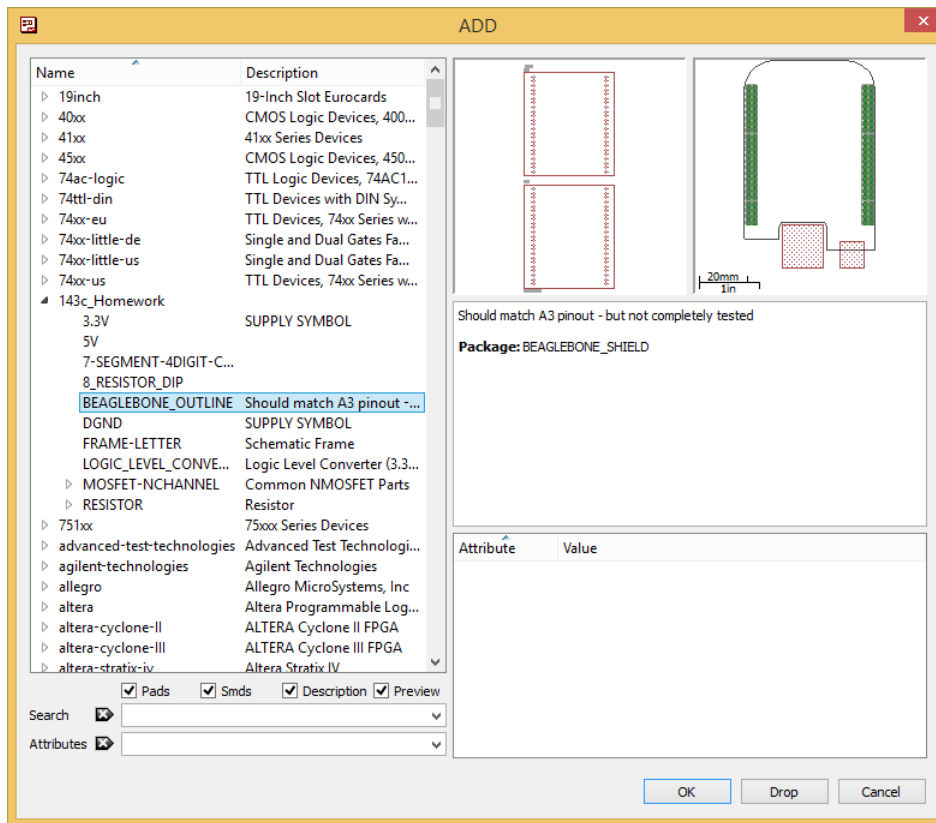 ADD
Name Description
19inch 19-Inch Slot Eurocards
40xx CMOS Logic Devices, 400...
41xx 41xx Series Devices
45xx CMOS Logic Devices, 450...
74ac-logic TTL Logic Devices, 74AC1...
74ttl-din TTL Devices with DIN Sy...
74xx-eu TTL Devices, 74xx Series w...
74xx-little-de Single and Dual Gates Fa...
74xx-little-us Single and Dual Gates Fa...
74xx-us TTL Devices, 74xx Series w...
143c_Homework
3.3V SUPPLY SYMBOL
5V
7-SEGMENT-4DIGIT-C...
8_RESISTOR_DIP
BEAGLEBONE_OUTLINE Should match A3 pinout -...
DGND SUPPLY SYMBOL
FRAME-LETTER Schematic Frame
LOGIC_LEVEL_CONVE... Logic Level Converter (3.3...
MOSFET-NCHANNEL Common NMOSFET Parts
RESISTOR Resistor
751xx 75xxx Series Devices
advanced-test-technologies Advanced Test Technologi...
agilent-technologies Agilent Technologies
allegro Allegro MicroSystems, Inc
altera Altera Programmable Log...
altera-cyclone-II ALTERA Cyclone II FPGA
altera-cyclone-III ALTERA Cyclone III FPGA
altera-stratix-iv Altera Stratix IV
Pads Smds Description Preview
Search
Attributes
20mm
1in
Should match A3 pinout - but not completely tested
Package: BEAGLEBONE_SHIELD
Attribute Value
OK Drop Cancel